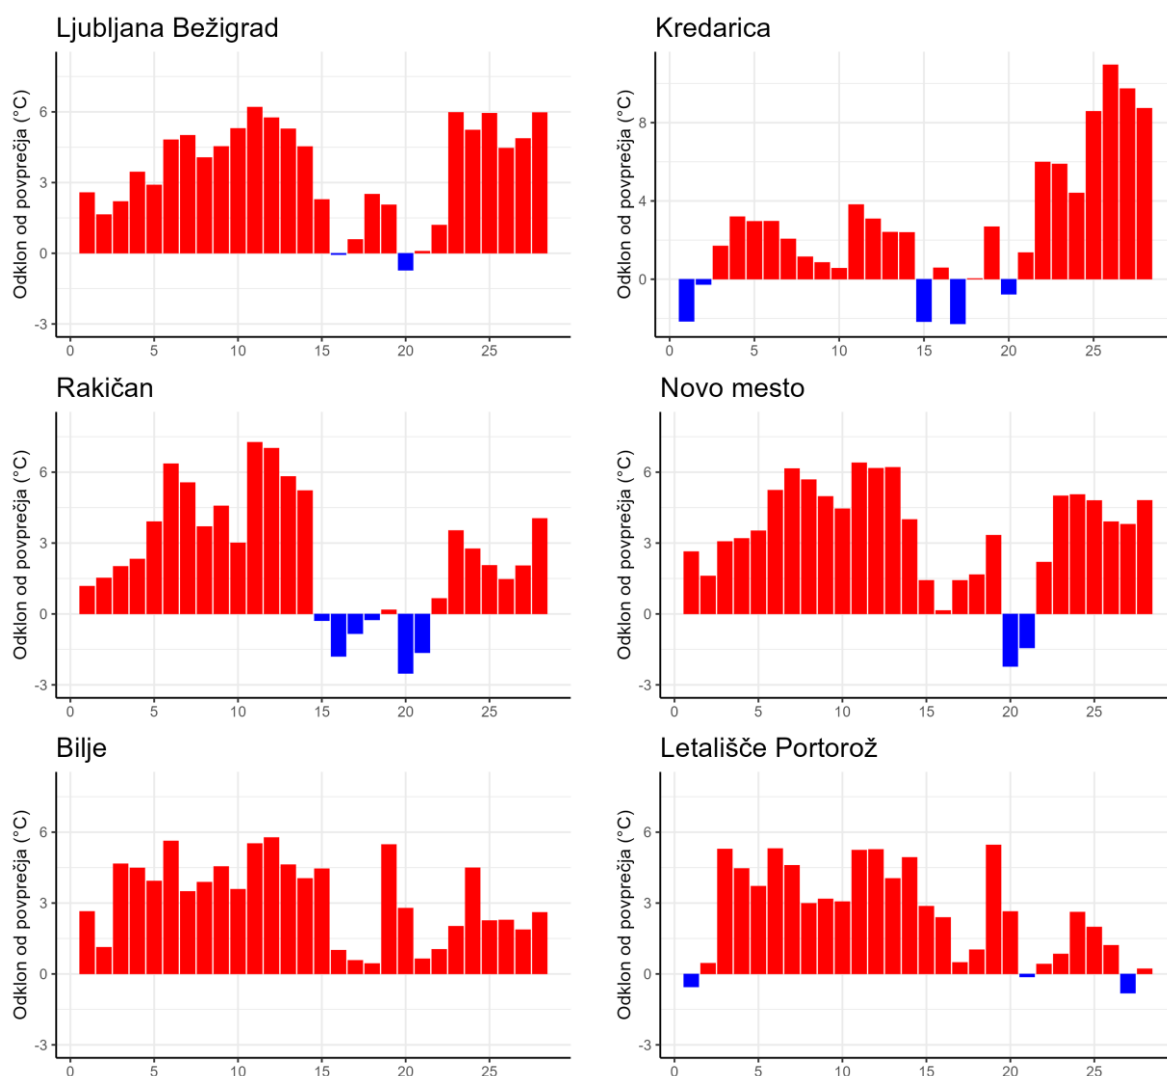 Ljubljana Bežigrad
Odklon od povprečja (°C)
6
3
0
-3
0 5 10 15 20 25
Kredarica
Odklon od povprečja (°C)
8
4
0
0 5 10 15 20 25
Rakičan
Odklon od povprečja (°C)
6
3
0
-3
0 5 10 15 20 25
Novo mesto
Odklon od povprečja (°C)
6
3
0
-3
0 5 10 15 20 25
Bilje
Odklon od povprečja (°C)
6
3
0
-3
0 5 10 15 20 25
Letališče Portorož
Odklon od povprečja (°C)
6
3
0
-3
0 5 10 15 20 25